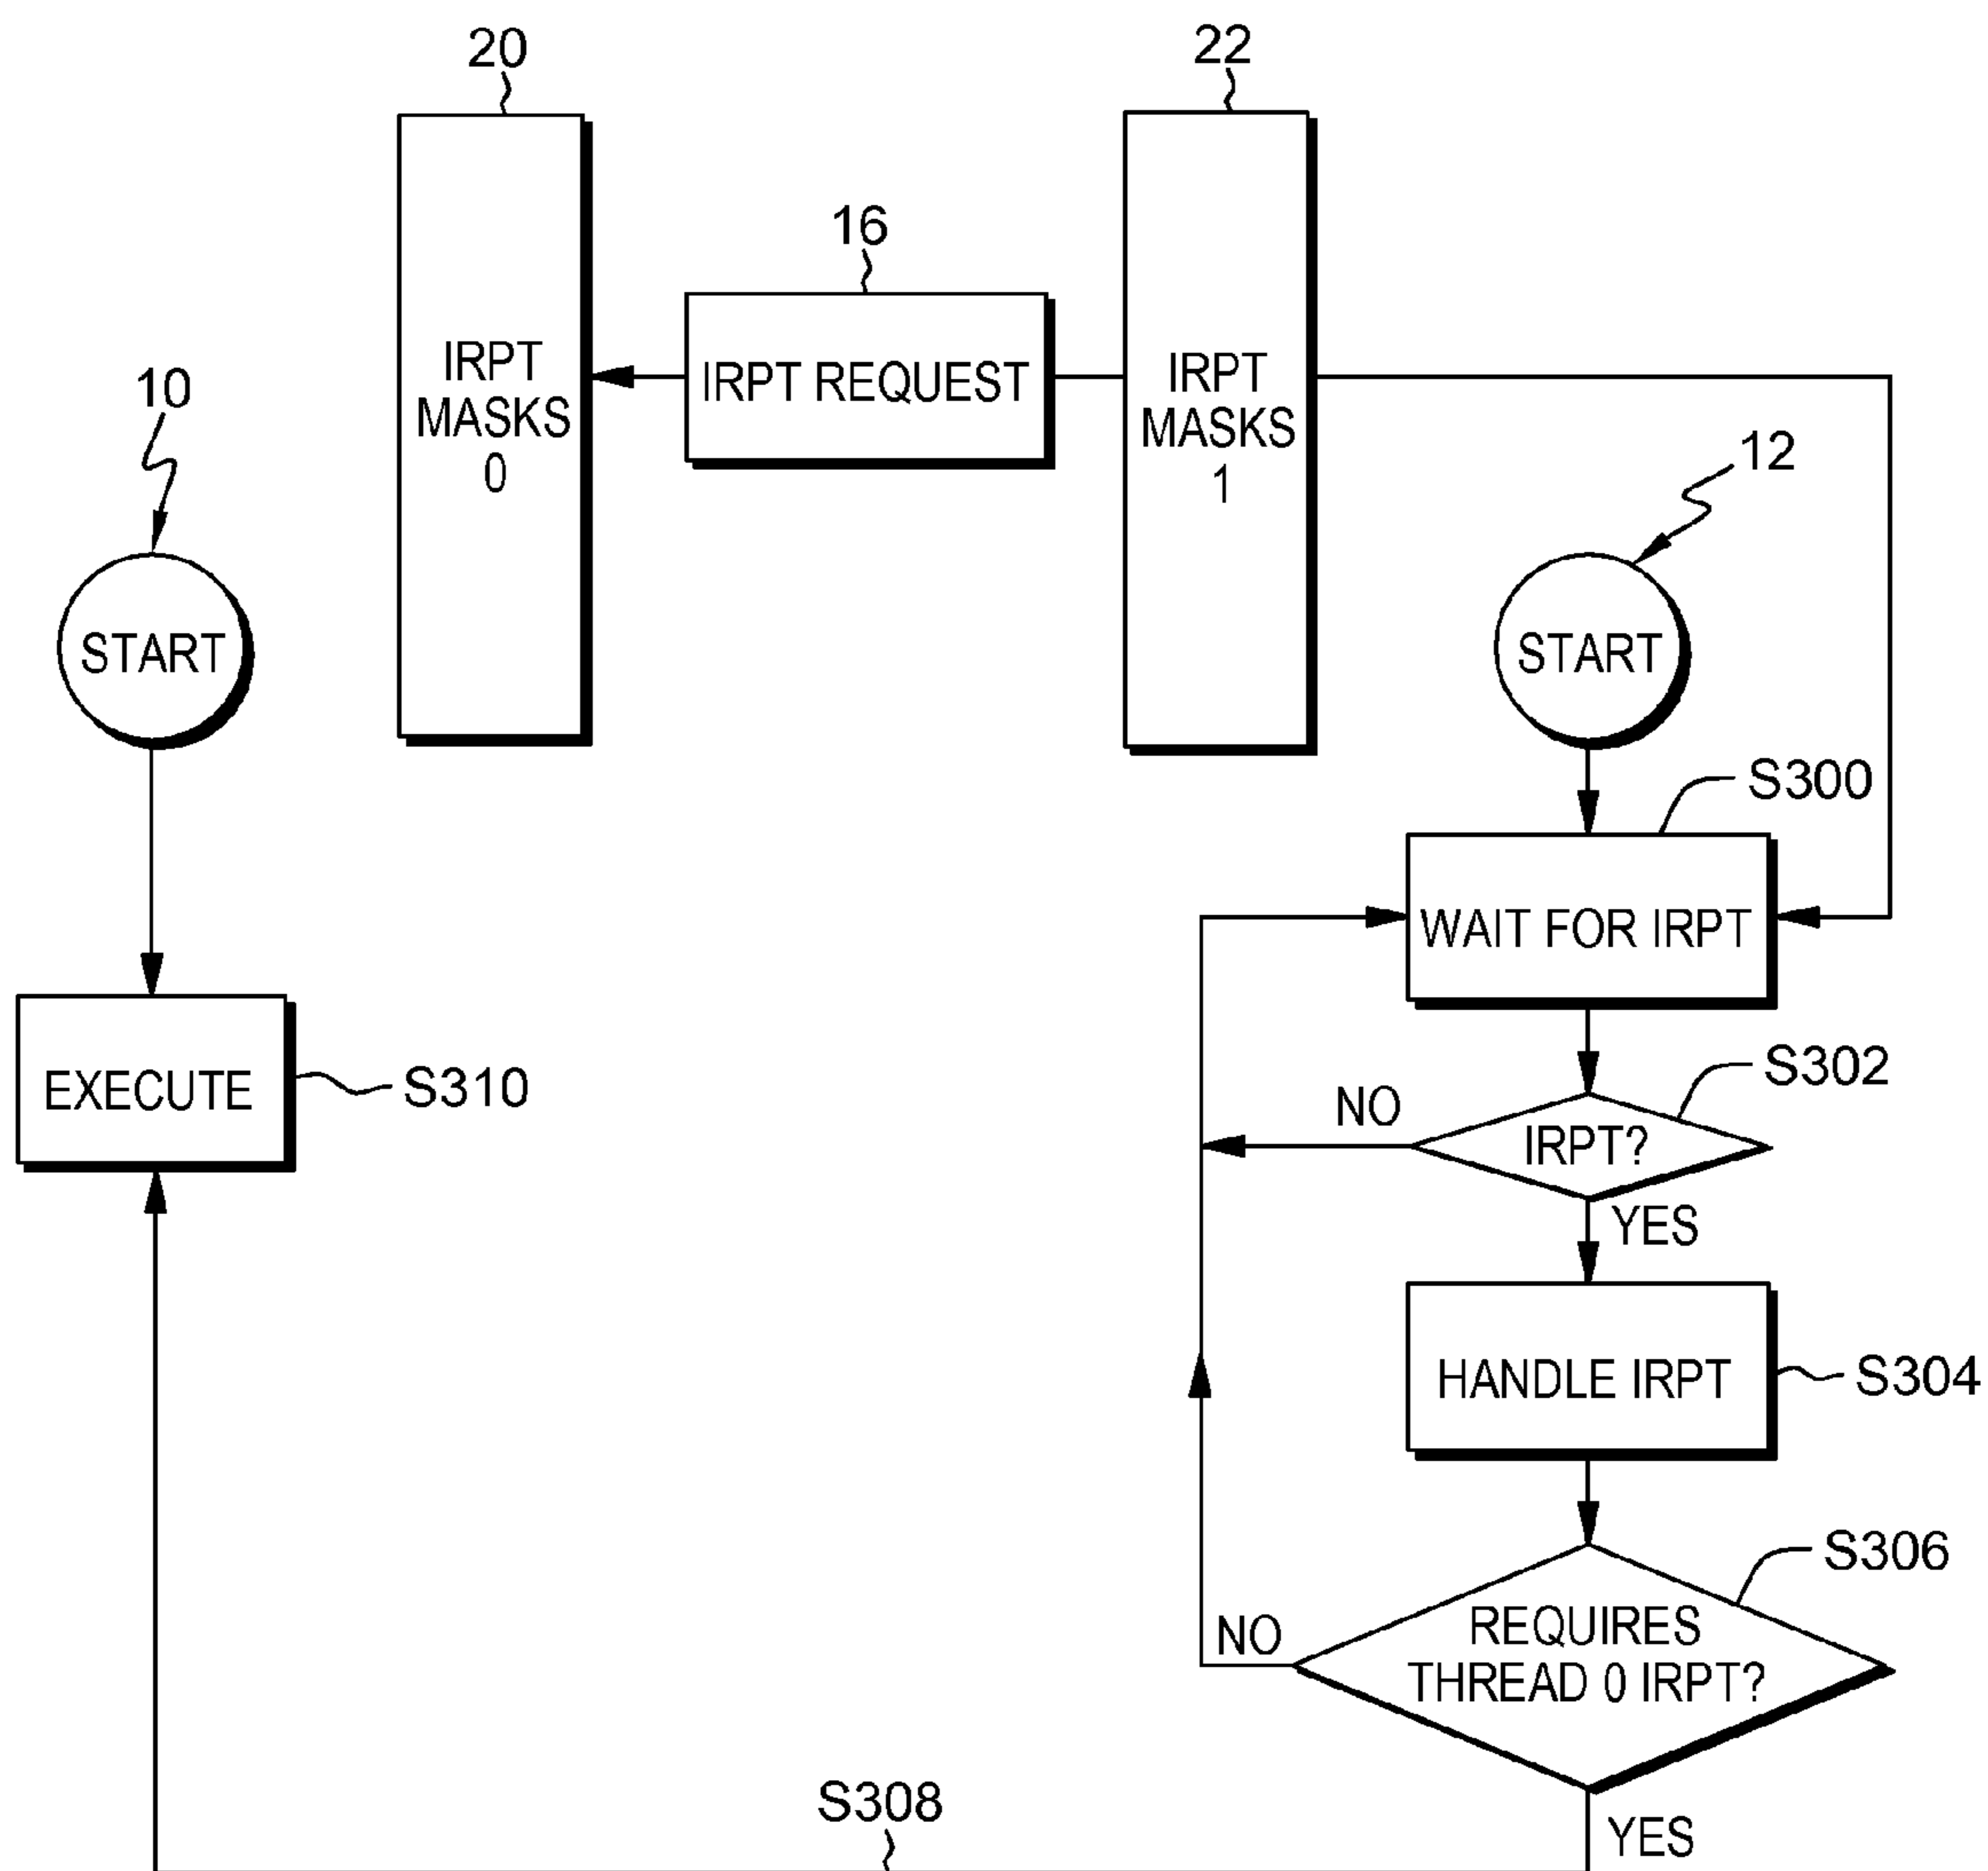 20
22
16
IRPT
MASKS
0
IRPT REQUEST
IRPT
MASKS
1
10
12
START
START
S300
WAIT FOR IRPT
EXECUTE
S310
S302
NO
IRPT?
YES
HANDLE IRPT
S304
S306
REQUIRES
THREAD 0 IRPT?
NO
S308
YES